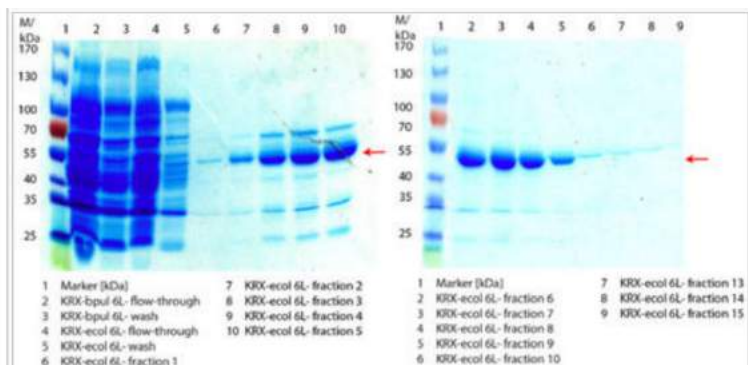 M/
kDa
1 2 3 4 5 6 7 8 9 10
170
130
100
70
55
40
35
25
1 Marker [kDa]
2 KRX-bpul 6L- flow-through
3 KRX-bpul 6L- wash
4 KRX-ecol 6L- flow-through
5 KRX-ecol 6L- wash
6 KRX-ecol 6L- fraction 1
7 KRX-ecol 6L- fraction 2
8 KRX-ecol 6L- fraction 3
9 KRX-ecol 6L- fraction 4
10 KRX-ecol 6L- fraction 5
M/
kDa
1 2 3 4 5 6 7 8 9
170
130
100
70
55
40
35
25
1 Marker [kDa]
2 KRX-ecol 6L- fraction 6
3 KRX-ecol 6L- fraction 7
4 KRX-ecol 6L- fraction 8
5 KRX-ecol 6L- fraction 9
6 KRX-ecol 6L- fraction 10
7 KRX-ecol 6L- fraction 13
8 KRX-ecol 6L- fraction 14
9 KRX-ecol 6L- fraction 15